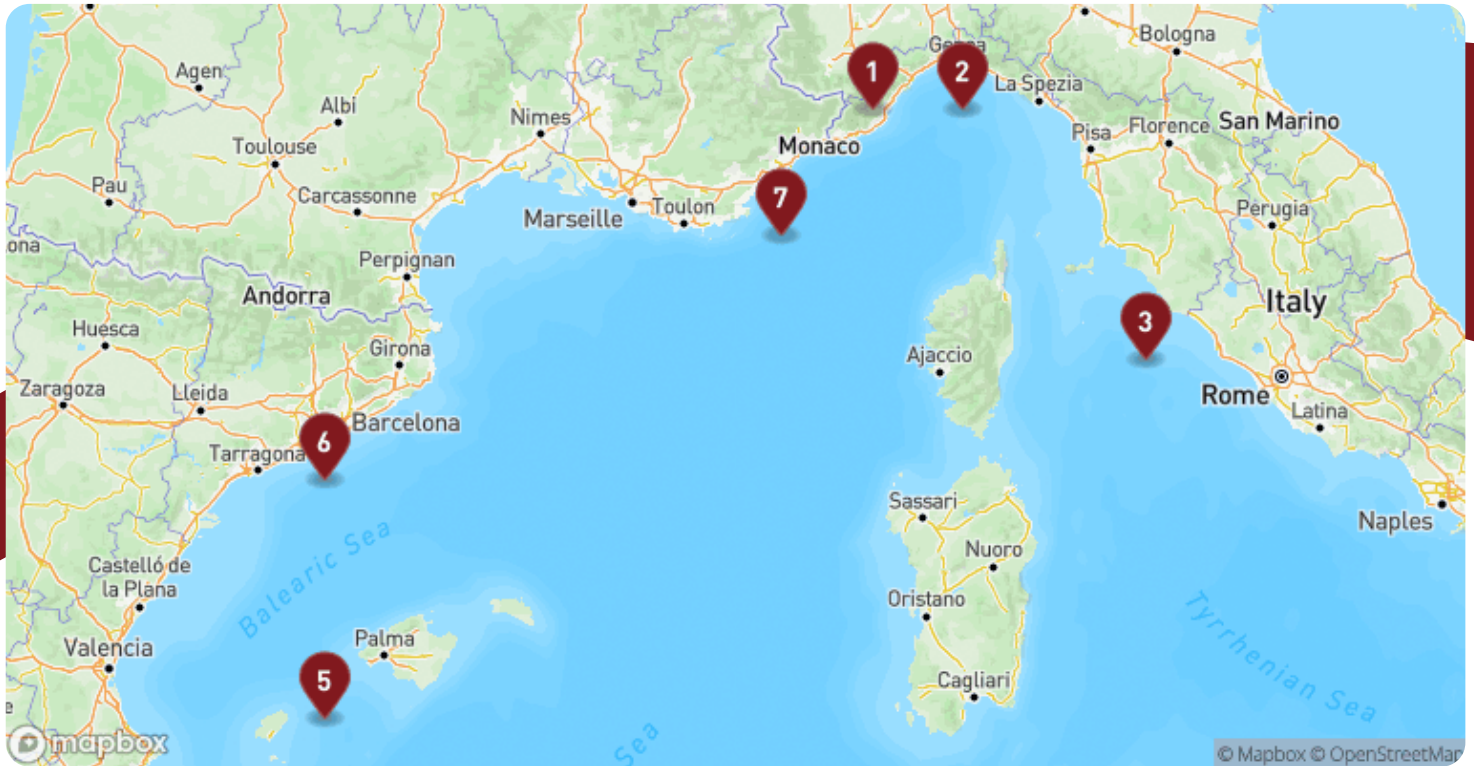 Bologna
Genoa
Agen
1
2
La Spezia
Albi
Nimes
Pisa
Florence
San Marino
Toulouse
Monaco
Pau
Carcassonne
7
Marseille
Toulon
Perugia
ona
Perpignan
Andorra
Italy
Huesca
Girona
3
Ajaccio
Zaragoza
Lleida
Rome
Latina
Barcelona
6
Tarragona
Sassari
Naples
Balearic Sea
Nuoro
Castelló de
la Plana
Oristano
Tyrrhenian Sea
Valencia
Palma
5
Cagliari
e
Sea
mapbox
© Mapbox © OpenStreetMap